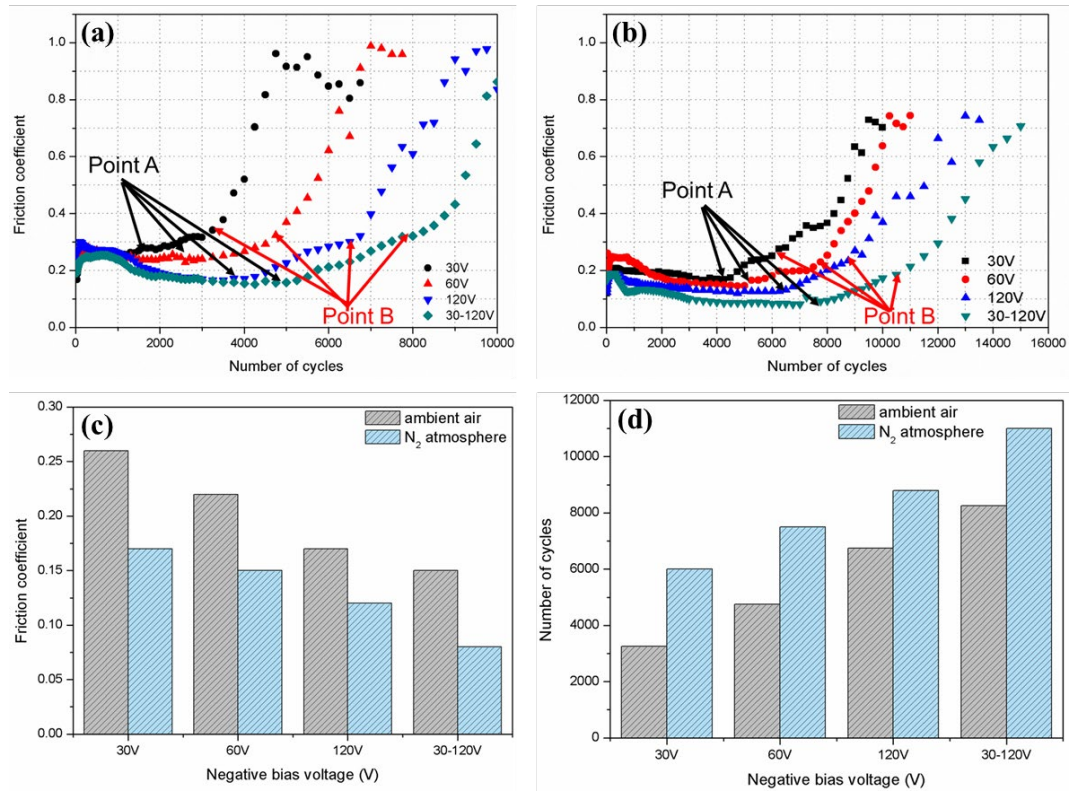 (a)
1.0
0.8
0.6
0.4
0.2
0.0
Friction coefficient
Point A
Point B
30V
60V
120V
30-120V
0 2000 4000 6000 8000 10000
Number of cycles
(b)
1.0
0.8
0.6
0.4
0.2
0.0
Friction coefficient
Point A
Point B
30V
60V
120V
30-120V
0 2000 4000 6000 8000 10000 12000 14000 16000
Number of cycles
(c)
ambient air
N2 atmosphere
0.30
0.25
0.20
0.15
0.10
0.05
0.00
Friction coefficient
30V 60V 120V 30-120V
Negative bias voltage (V)
(d)
ambient air
N2 atmosphere
12000
10000
8000
6000
4000
2000
0
Number of cycles
30V 60V 120V 30-120V
Negative bias voltage (V)